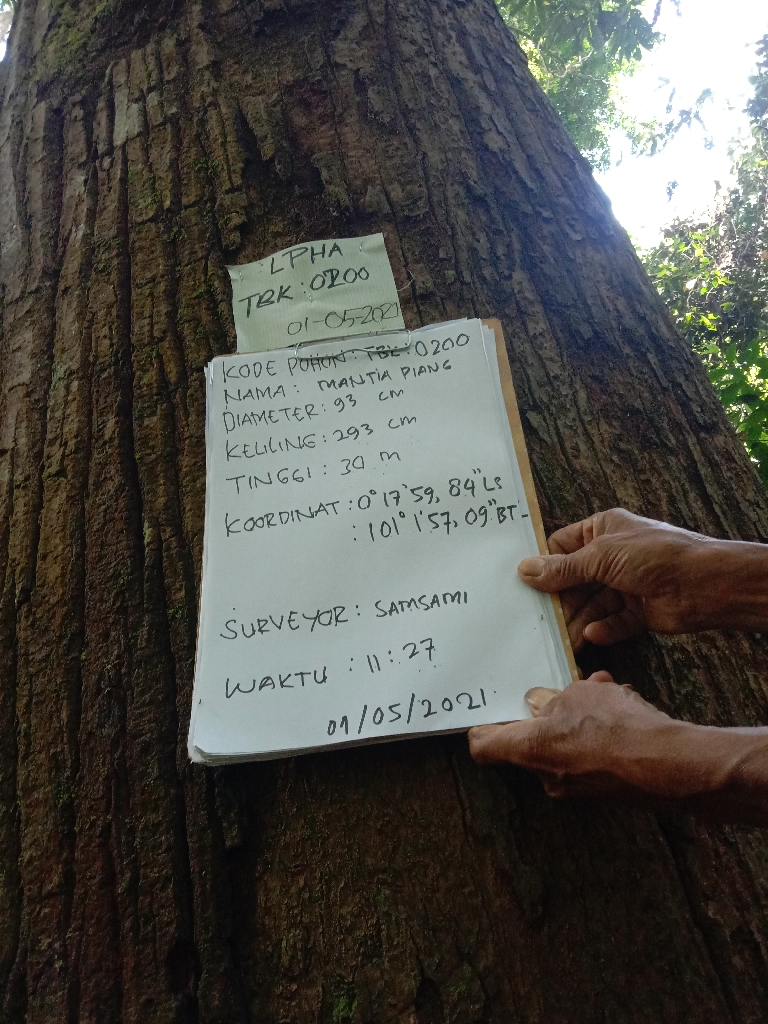 LPHA
TBK : 0200
01-05-2021
KODE POHON : TBK : 0200
NAMA : MANTIA PIANG
DIAMETER : 93 cm
KELILING : 293 cm
TINGGI : 30 m
KOORDINAT : 0° 17' 59, 84" LS
: 101° 1' 57, 09" BT
SURVEYOR : SAMSAMI
WAKTU : 11 : 27
01/05/2021